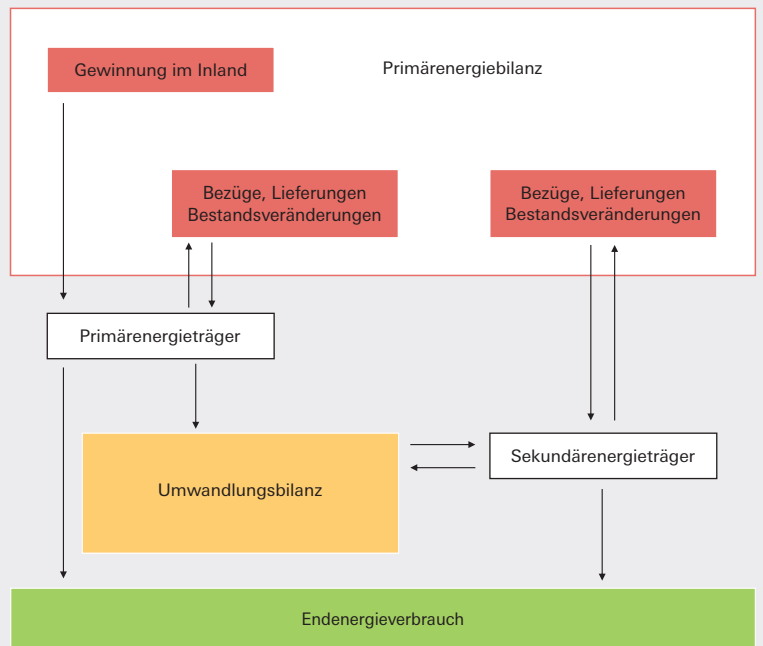 Gewinnung im Inland
Primärenergiebilanz
Bezüge, Lieferungen
Bestandsveränderungen
Bezüge, Lieferungen
Bestandsveränderungen
Primärenergieträger
Umwandlungsbilanz
Sekundärenergieträger
Endenergieverbrauch